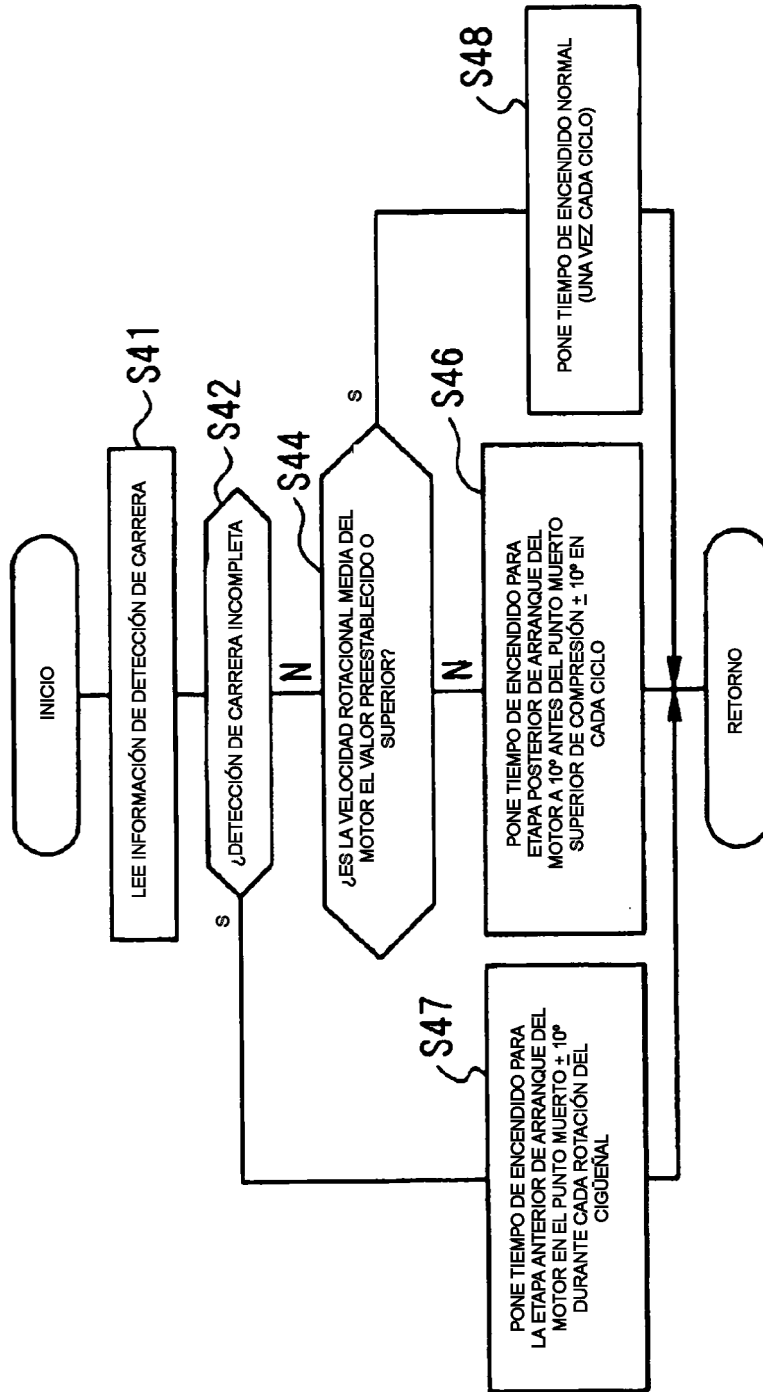 INICIO
LEE INFORMACIÓN DE DETECCIÓN DE CARRERA
S41
¿DETECCIÓN DE CARRERA INCOMPLETA
S42
S
N
¿ES LA VELOCIDAD ROTACIONAL MEDIA DEL
MOTOR EL VALOR PREESTABLECIDO O
SUPERIOR?
S44
S
N
PONE TIEMPO DE ENCENDIDO PARA
LA ETAPA ANTERIOR DE ARRANQUE DEL
MOTOR EN EL PUNTO MUERTO ± 10º
DURANTE CADA ROTACIÓN DEL
CIGÜEÑAL
S47
PONE TIEMPO DE ENCENDIDO PARA
ETAPA POSTERIOR DE ARRANQUE DEL
MOTOR A 10º ANTES DEL PUNTO MUERTO
SUPERIOR DE COMPRESIÓN ± 10º EN
CADA CICLO
S46
PONE TIEMPO DE ENCENDIDO NORMAL
(UNA VEZ CADA CICLO)
S48
RETORNO